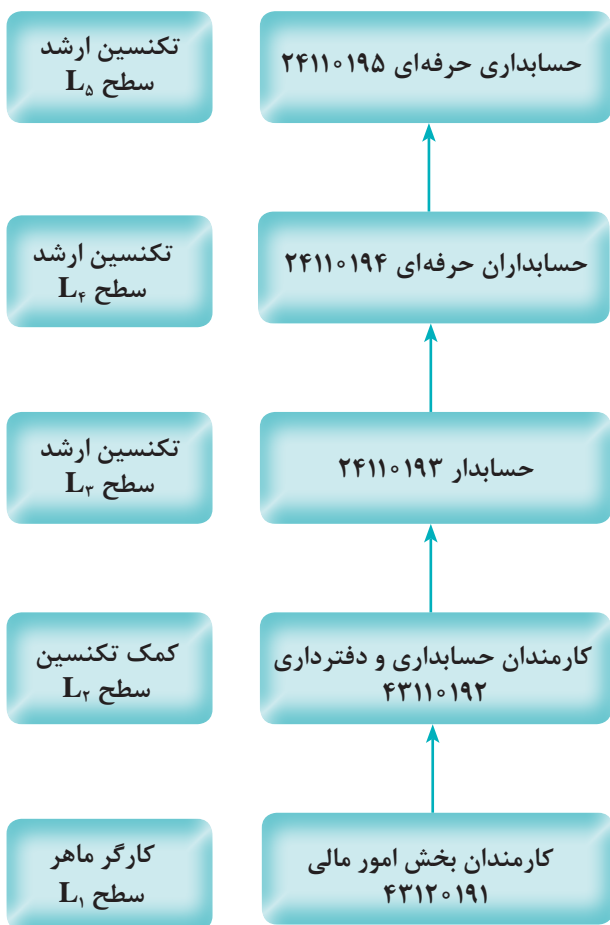 حسابداری حرفه‌ای ۲۴۱۱۰۱۹۵
تکنسین ارشد
سطح L۵
حسابداران حرفه‌ای ۲۴۱۱۰۱۹۴
تکنسین ارشد
سطح L۴
حسابدار ۲۴۱۱۰۱۹۳
تکنسین ارشد
سطح L۳
کارمندان حسابداری و دفترداری
۴۳۱۱۰۱۹۲
کمک تکنسین
سطح L۲
کارمندان بخش امور مالی
۴۳۱۲۰۱۹۱
کارگر ماهر
سطح L۱